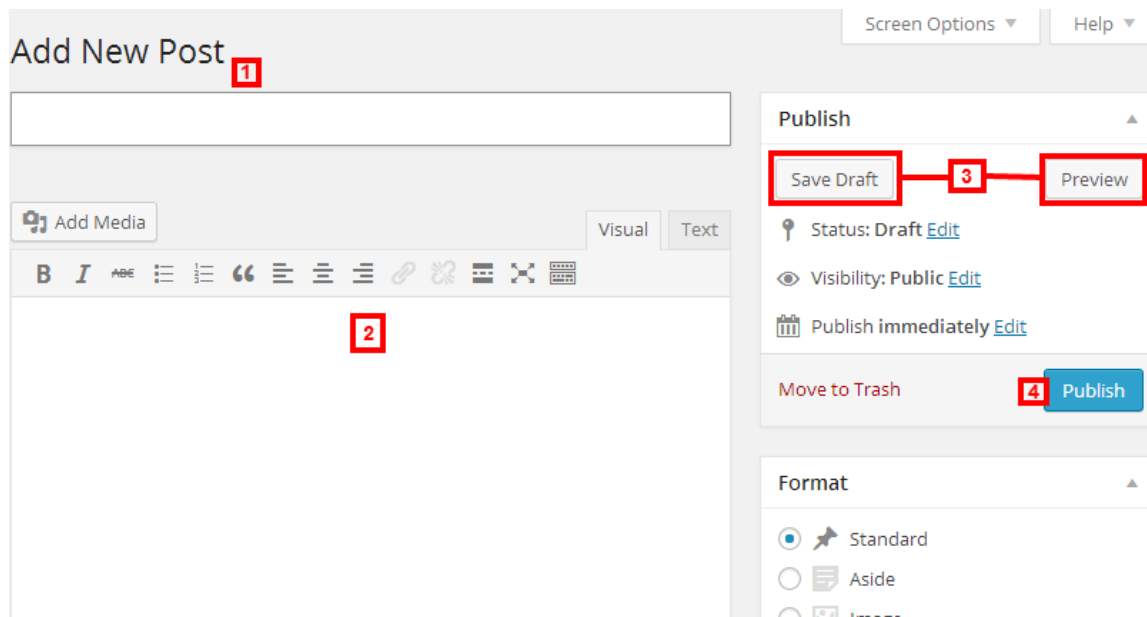 Screen Options
Help
Add New Post
1
Publish
Save Draft
3
Preview
Add Media
Visual
Text
Status: Draft Edit
B I ABE
Visibility: Public Edit
2
Publish immediately Edit
Move to Trash
4
Publish
Format
Standard
Aside